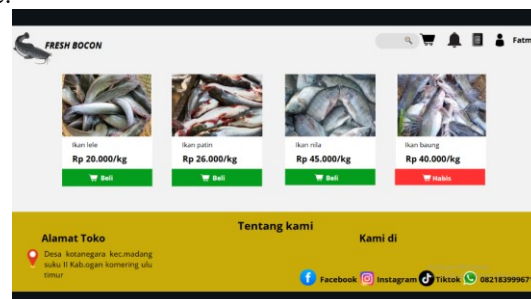 FRESH BOCON
Ikan lele
Rp 20.000/kg
Beli
Ikan patin
Rp 26.000/kg
Beli
Ikan nila
Rp 45.000/kg
Beli
Ikan baung
Rp 40.000/kg
Habis
Tentang kami
Alamat Toko
Desa kotanegara kec.madang
suku II Kab.ogan komering ulu
timur
Kami di
Facebook Instagram Tiktok